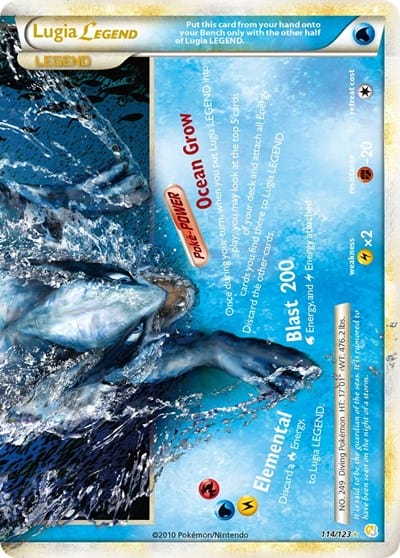 Lugia LEGEND
LEGEND
Put this card from your hand onto
your Bench only with the other half
of Lugia LEGEND.
POKé-POWER
Ocean Grow
Once during your turn, when you put Lugia LEGEND into
play, you may look at the top 5 cards
of your deck and attach all Energy
cards you find there to Lugia LEGEND.
Discard the other cards.
Elemental Blast 200
Discard a Energy, Energy, and Energy attached
to Lugia LEGEND.
weakness
×2
resistance
-20
retreat cost
NO. 249 Diving Pokémon HT: 17'01" WT: 476.2 lbs.
It is said to be the guardian of the seas. It is rumored to
have been seen on the night of a storm.
©2010 Pokémon/Nintendo
114/123